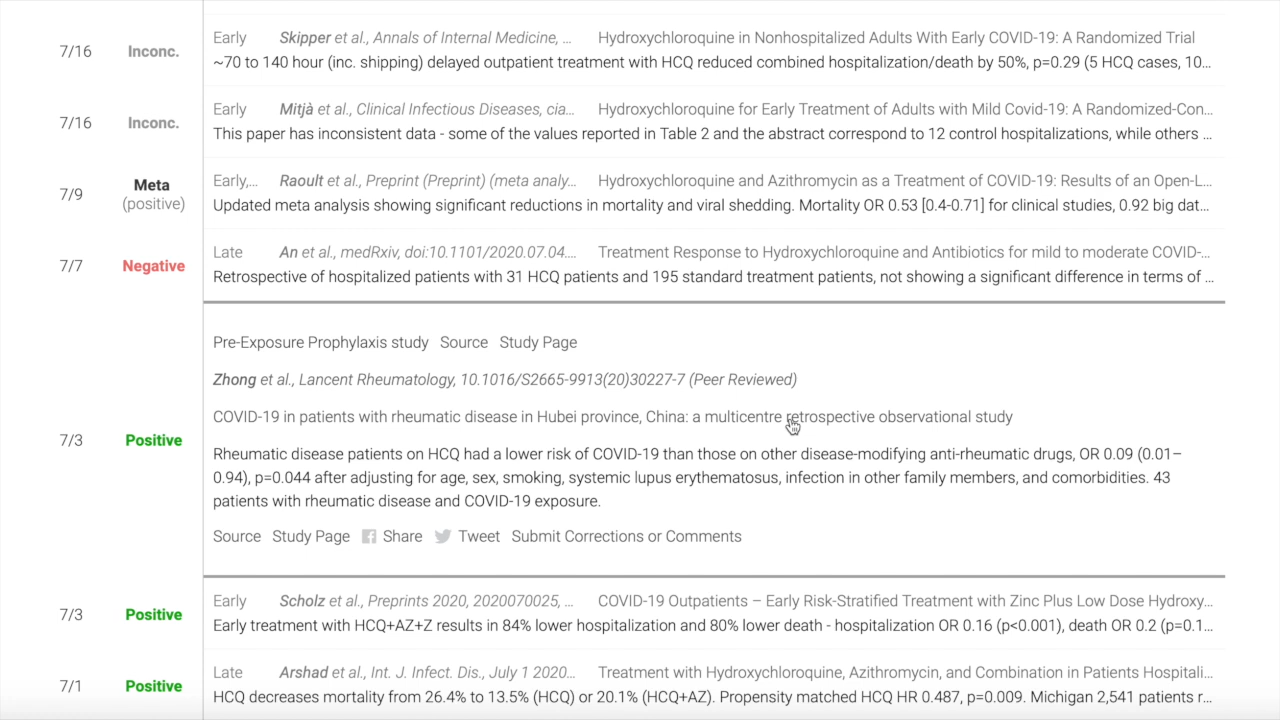 Early Skipper et al., Annals of Internal Medicine, ... Hydroxychloroquine in Nonhospitalized Adults With Early COVID-19: A Randomized Trial
7/16 Inconc.
~70 to 140 hour (inc. shipping) delayed outpatient treatment with HCQ reduced combined hospitalization/death by 50%, p=0.29 (5 HCQ cases, 10...
Early Mitjà et al., Clinical Infectious Diseases, cia... Hydroxychloroquine for Early Treatment of Adults with Mild Covid-19: A Randomized-Con...
7/16 Inconc.
This paper has inconsistent data - some of the values reported in Table 2 and the abstract correspond to 12 control hospitalizations, while others ...
Early,... Raoult et al., Preprint (Preprint) (meta analy... Hydroxychloroquine and Azithromycin as a Treatment of COVID-19: Results of an Open-L...
7/9 Meta
(positive)
Updated meta analysis showing significant reductions in mortality and viral shedding. Mortality OR 0.53 [0.4-0.71] for clinical studies, 0.92 big dat...
Late An et al., medRxiv, doi:10.1101/2020.07.04.... Treatment Response to Hydroxychloroquine and Antibiotics for mild to moderate COVID-...
7/7 Negative
Retrospective of hospitalized patients with 31 HCQ patients and 195 standard treatment patients, not showing a significant difference in terms of ...
Pre-Exposure Prophylaxis study Source Study Page
Zhong et al., Lancent Rheumatology, 10.1016/S2665-9913(20)30227-7 (Peer Reviewed)
COVID-19 in patients with rheumatic disease in Hubei province, China: a multicentre retrospective observational study
7/3 Positive
Rheumatic disease patients on HCQ had a lower risk of COVID-19 than those on other disease-modifying anti-rheumatic drugs, OR 0.09 (0.01–
0.94), p=0.044 after adjusting for age, sex, smoking, systemic lupus erythematosus, infection in other family members, and comorbidities. 43
patients with rheumatic disease and COVID-19 exposure.
Source Study Page Share Tweet Submit Corrections or Comments
Early Scholz et al., Preprints 2020, 2020070025, ... COVID-19 Outpatients – Early Risk-Stratified Treatment with Zinc Plus Low Dose Hydroxy...
7/3 Positive
Early treatment with HCQ+AZ+Z results in 84% lower hospitalization and 80% lower death - hospitalization OR 0.16 (p<0.001), death OR 0.2 (p=0.1...
Late Arshad et al., Int. J. Infect. Dis., July 1 2020... Treatment with Hydroxychloroquine, Azithromycin, and Combination in Patients Hospitali...
7/1 Positive
HCQ decreases mortality from 26.4% to 13.5% (HCQ) or 20.1% (HCQ+AZ). Propensity matched HCQ HR 0.487, p=0.009. Michigan 2,541 patients r...